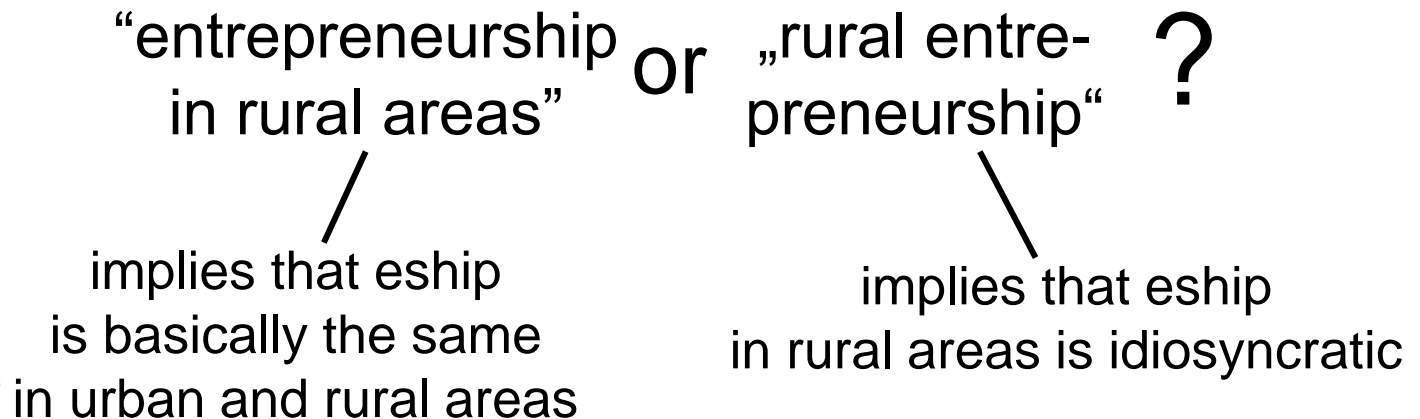 “entrepreneurship
in rural areas”
or
„rural entre-
preneurship“
?
implies that eship
is basically the same
in urban and rural areas
implies that eship
in rural areas is idiosyncratic